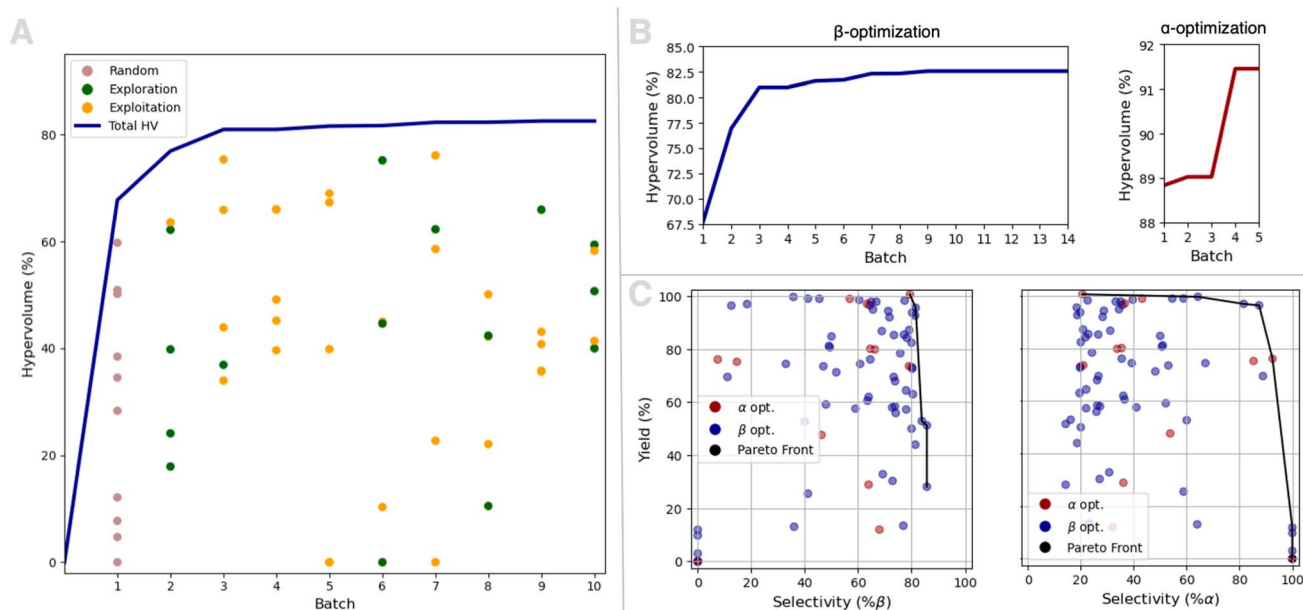 A
Hypervolume (%)
80
60
40
20
0
Random
Exploration
Exploitation
Total HV
1 2 3 4 5 6 7 8 9 10
Batch
B
β-optimization
Hypervolume (%)
85.0
82.5
80.0
77.5
75.0
72.5
70.0
67.5
1 2 3 4 5 6 7 8 9 10 11 12 13 14
Batch
α-optimization
Hypervolume (%)
92
91
90
89
88
1 2 3 4 5
Batch
C
Yield (%)
100
80
60
40
20
0
α opt.
β opt.
Pareto Front
0 20 40 60 80 100
Selectivity (%β)
α opt.
β opt.
Pareto Front
0 20 40 60 80 100
Selectivity (%α)